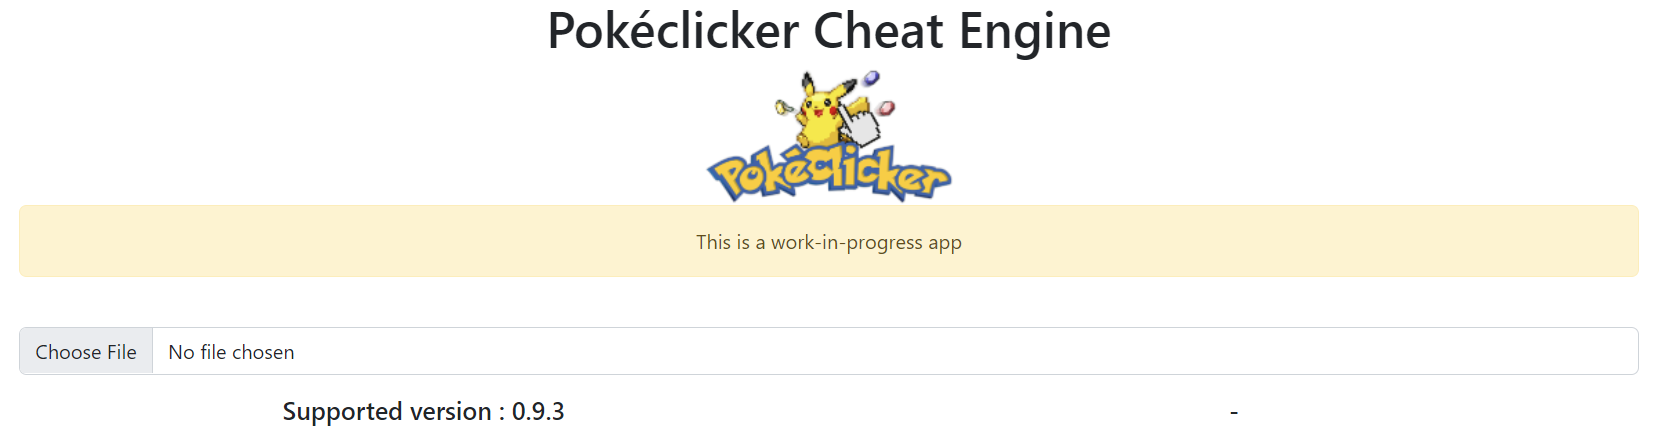 Pokéclicker Cheat Engine
PokéClicker
This is a work-in-progress app
Choose File No file chosen
Supported version : 0.9.3 -